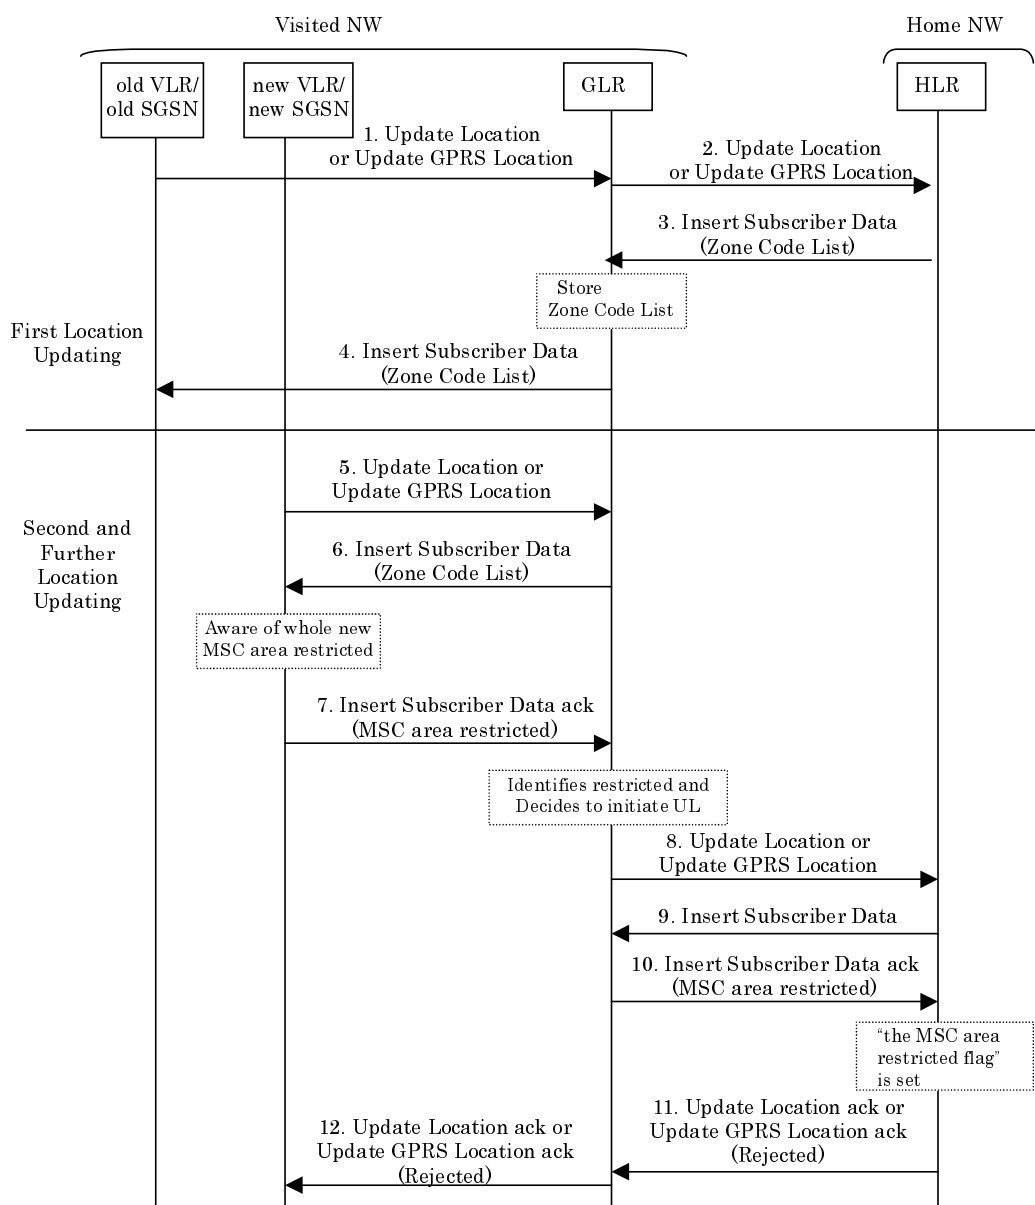 Visited NW
Home NW
old VLR/
old SGSN
new VLR/
new SGSN
GLR
HLR
1. Update Location
or Update GPRS Location
2. Update Location
or Update GPRS Location
3. Insert Subscriber Data
(Zone Code List)
Store
Zone Code List
First Location
Updating
4. Insert Subscriber Data
(Zone Code List)
5. Update Location or
Update GPRS Location
Second and
Further
Location
Updating
6. Insert Subscriber Data
(Zone Code List)
Aware of whole new
MSC area restricted
7. Insert Subscriber Data ack
(MSC area restricted)
Identifies restricted and
Decides to initiate UL
8. Update Location or
Update GPRS Location
9. Insert Subscriber Data
10. Insert Subscriber Data ack
(MSC area restricted)
“the MSC area
restricted flag”
is set
11. Update Location ack or
Update GPRS Location ack
(Rejected)
12. Update Location ack or
Update GPRS Location ack
(Rejected)